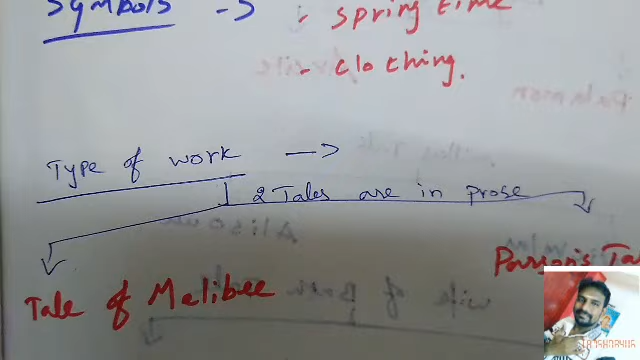 Symbols -> . spring time
- clothing.
Type of work ->
2 Tales are in prose
Parson's Ta
Tale of Melibee